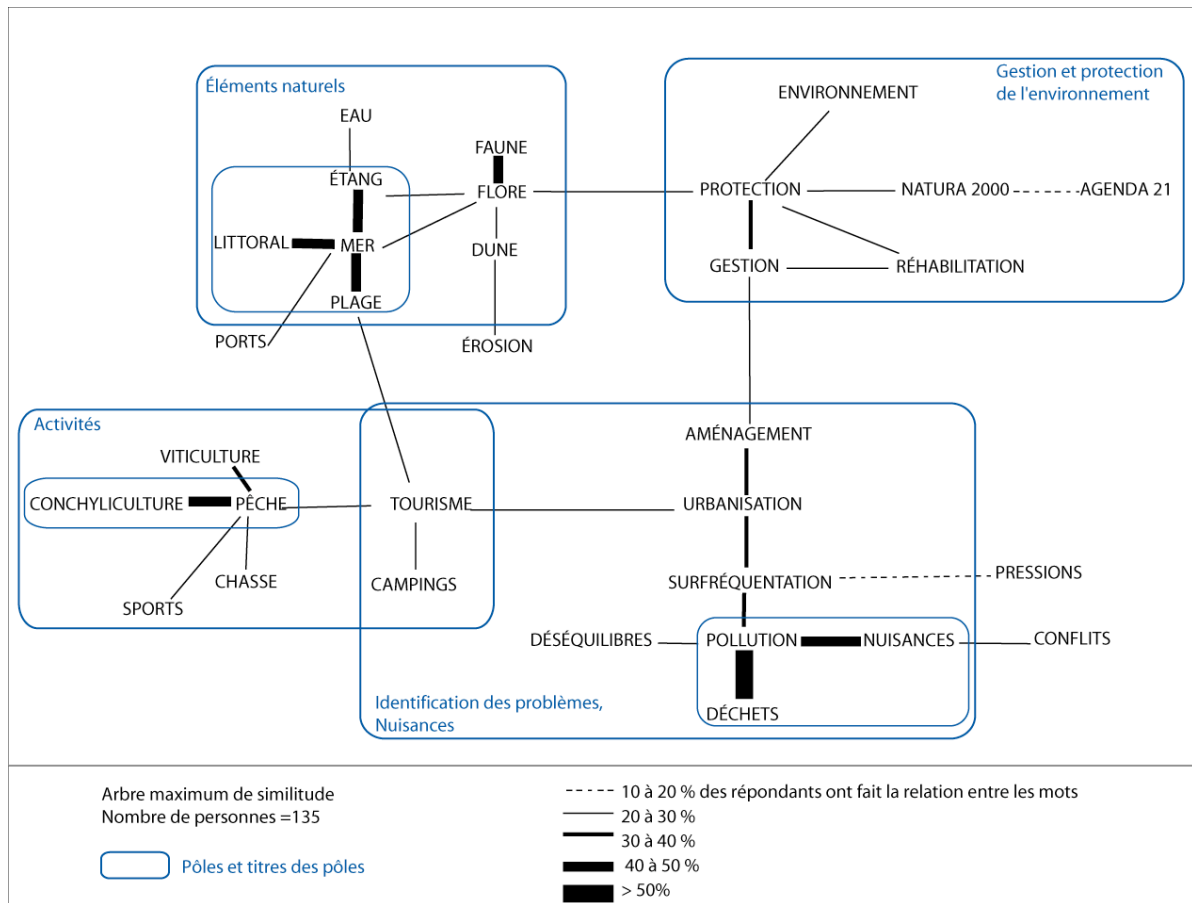 Éléments naturels
EAU
FAUNE
ÉTANG
FLORE
LITTORAL
MER
DUNE
PLAGE
PORTS
ÉROSION
Gestion et protection
de l'environnement
ENVIRONNEMENT
PROTECTION
NATURA 2000
AGENDA 21
GESTION
RÉHABILITATION
Activités
VITICULTURE
CONCHYLICULTURE
PÊCHE
TOURISME
CHASSE
CAMPINGS
SPORTS
AMÉNAGEMENT
URBANISATION
SURFRÉQUENTATION
PRESSIONS
DÉSÉQUILIBRES
POLLUTION
NUISANCES
CONFLITS
DÉCHETS
Identification des problèmes,
Nuisances
Arbre maximum de similitude
Nombre de personnes =135
Pôles et titres des pôles
10 à 20 % des répondants ont fait la relation entre les mots
20 à 30 %
30 à 40 %
40 à 50 %
> 50%